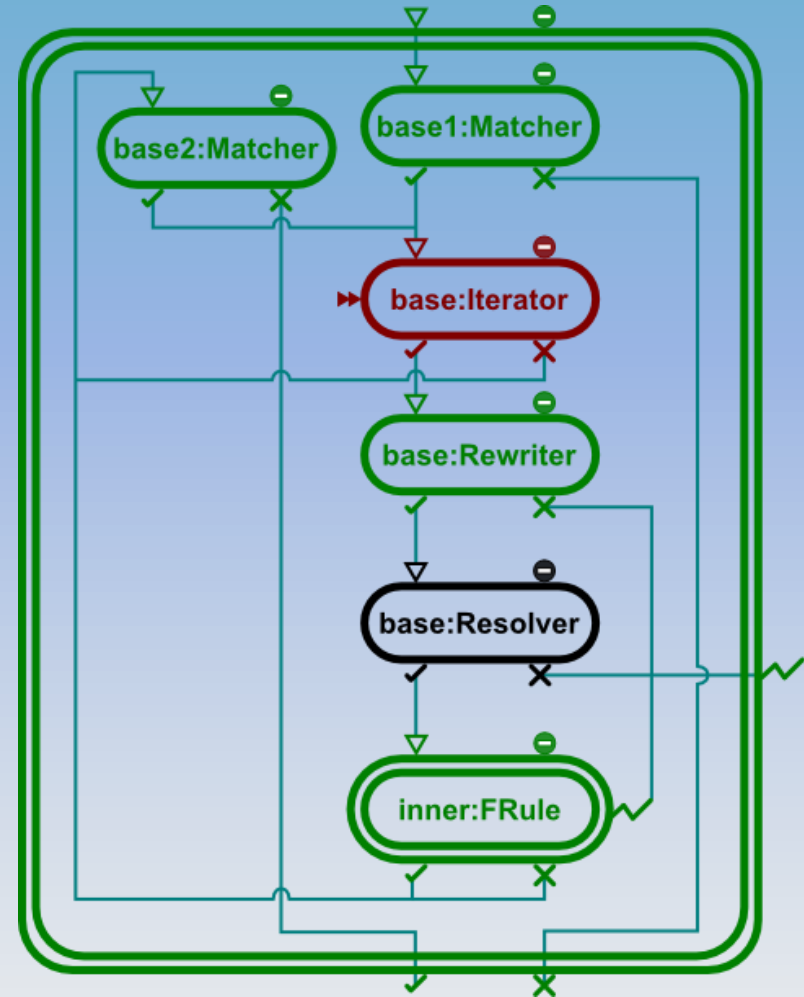 base1:Matcher
base2:Matcher
base:Iterator
base:Rewriter
base:Resolver
inner:FRule